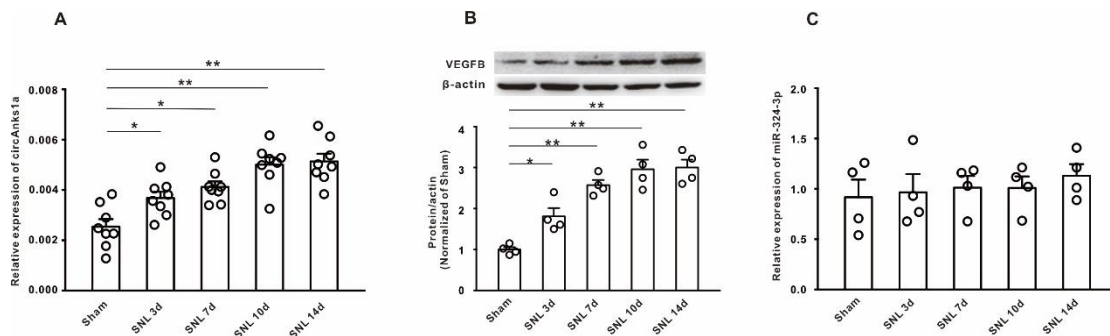 A
Relative expression of circAnks1a
0.008
0.006
0.004
0.002
0.000
**
**
*
*
Sham
SNL 3d
SNL 7d
SNL 10d
SNL 14d
B
VEGFB
β-actin
Protein/actin
(Normalized of Sham)
4
3
2
1
0
**
**
**
*
Sham
SNL 3d
SNL 7d
SNL 10d
SNL 14d
C
Relative expression of miR-324-3p
2.0
1.5
1.0
0.5
0.0
Sham
SNL 3d
SNL 7d
SNL 10d
SNL 14d